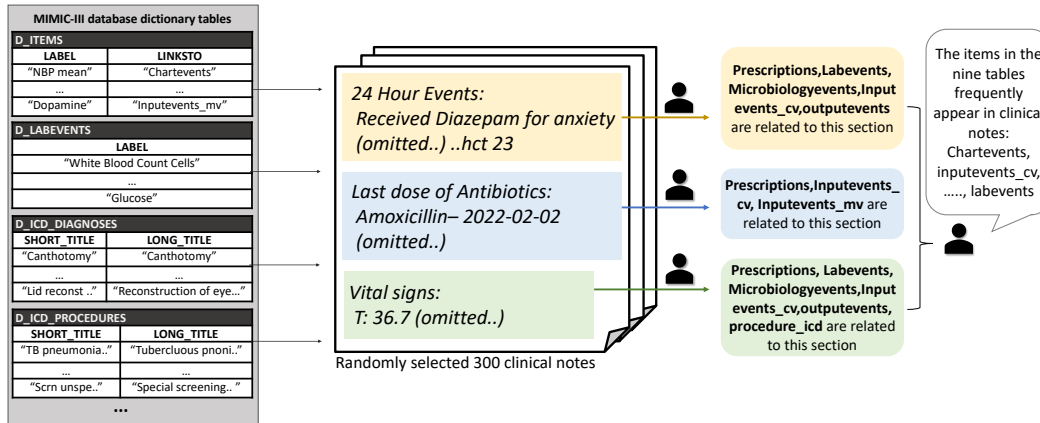 MIMIC-III database dictionary tables
D_ITEMS
LABEL LINKSTO
“NBP mean” “Chartevents”
... ...
“Dopamine” “Inputevents_mv”
D_LABEVENTS
LABEL
“White Blood Count Cells”
...
“Glucose”
D_ICD_DIAGNOSES
SHORT_TITLE LONG_TITLE
“Canthotomy” “Canthotomy”
... ...
“Lid reconst ..” “Reconstruction of eye…”
D_ICD_PROCEDURES
SHORT_TITLE LONG_TITLE
“TB pneumonia..” “Tubercluous pnoni..”
... ...
“Scrn unspe..” “Special screening.. ”
...
24 Hour Events:
Received Diazepam for anxiety
(omitted..) ..hct 23
Last dose of Antibiotics:
Amoxicillin– 2022-02-02
(omitted..)
Vital signs:
T: 36.7 (omitted..)
Randomly selected 300 clinical notes
Prescriptions,Labevents,
Microbiologyevents,Input
events_cv,outputevents
are related to this section
Prescriptions,Inputevents_
cv, Inputevents_mv are
related to this section
Prescriptions, Labevents,
Microbiologyevents,Input
events_cv,outputevents,
procedure_icd are related
to this section
The items in the
nine tables
frequently
appear in clinical
notes:
Chartevents,
inputevents_cv,
....., labevents